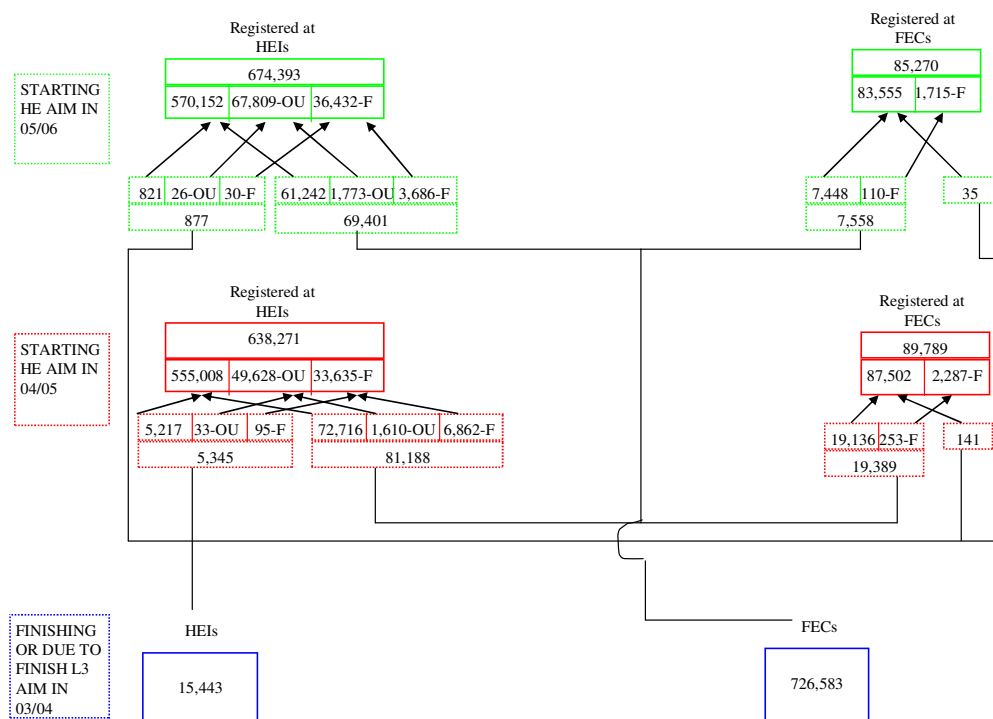 Registered at
HEIs
Registered at
FECs
STARTING
HE AIM IN
05/06
674,393
85,270
570,152 67,809-OU 36,432-F
83,555 1,715-F
821 26-OU 30-F 61,242 1,773-OU 3,686-F
7,448 110-F 35
877 69,401
7,558
Registered at
HEIs
Registered at
FECs
STARTING
HE AIM IN
04/05
638,271
89,789
555,008 49,628-OU 33,635-F
87,502 2,287-F
5,217 33-OU 95-F 72,716 1,610-OU 6,862-F
19,136 253-F 141
5,345 81,188
19,389
FINISHING
OR DUE TO
FINISH L3
AIM IN
03/04
HEIs
FECs
15,443
726,583